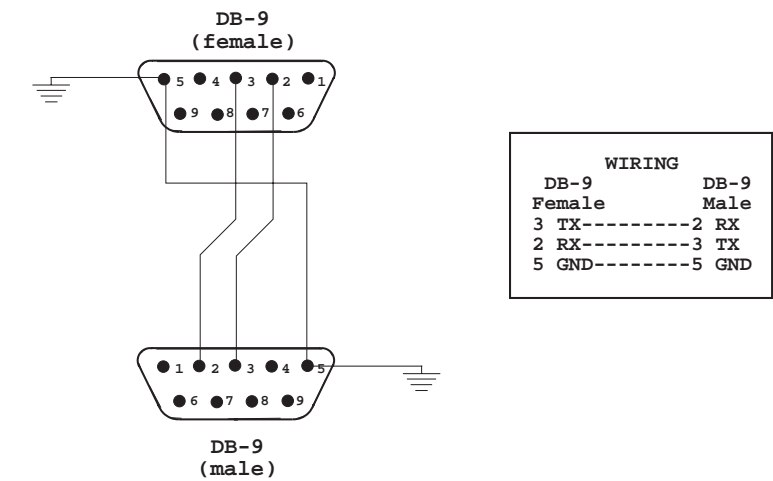 DB-9
(female)
5 4 3 2 1
9 8 7 6
WIRING
DB-9 DB-9
Female Male
3 TX---------2 RX
2 RX---------3 TX
5 GND--------5 GND
1 2 3 4 5
6 7 8 9
DB-9
(male)